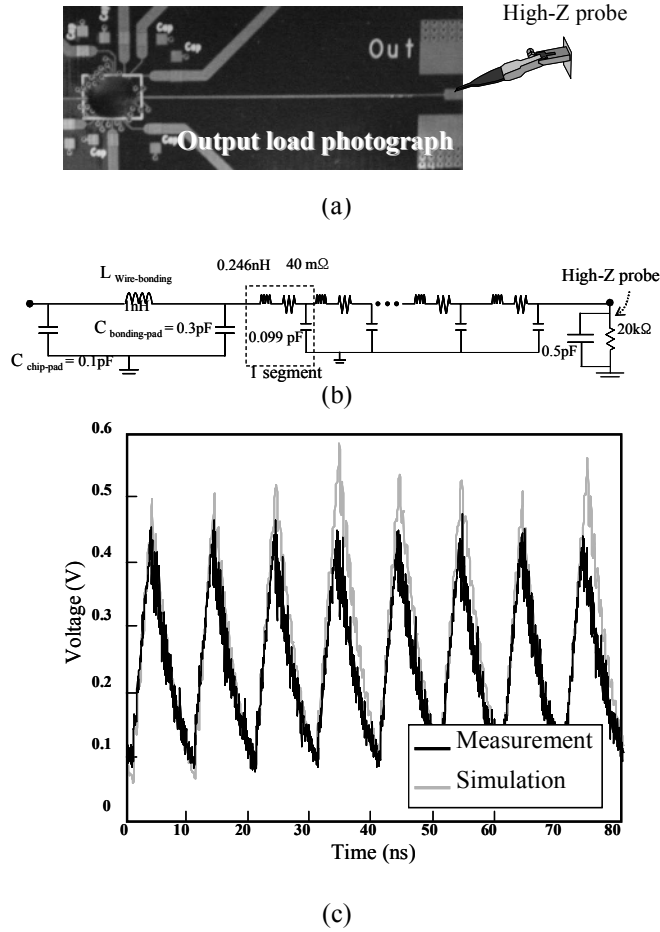 High-Z probe
Cap
Cap
Cap
Out
Output load photograph
Cap
Cap
Cap
(a)
L Wire-bonding
1nH
0.246nH
40 mΩ
High-Z probe
C bonding-pad = 0.3pF
0.099 pF
20kΩ
0.5pF
C chip-pad = 0.1pF
1 segment
(b)
0.6
0.5
0.4
0.3
0.2
0.1
0
Voltage (V)
Measurement
Simulation
0 10 20 30 40 50 60 70 80
Time (ns)
(c)